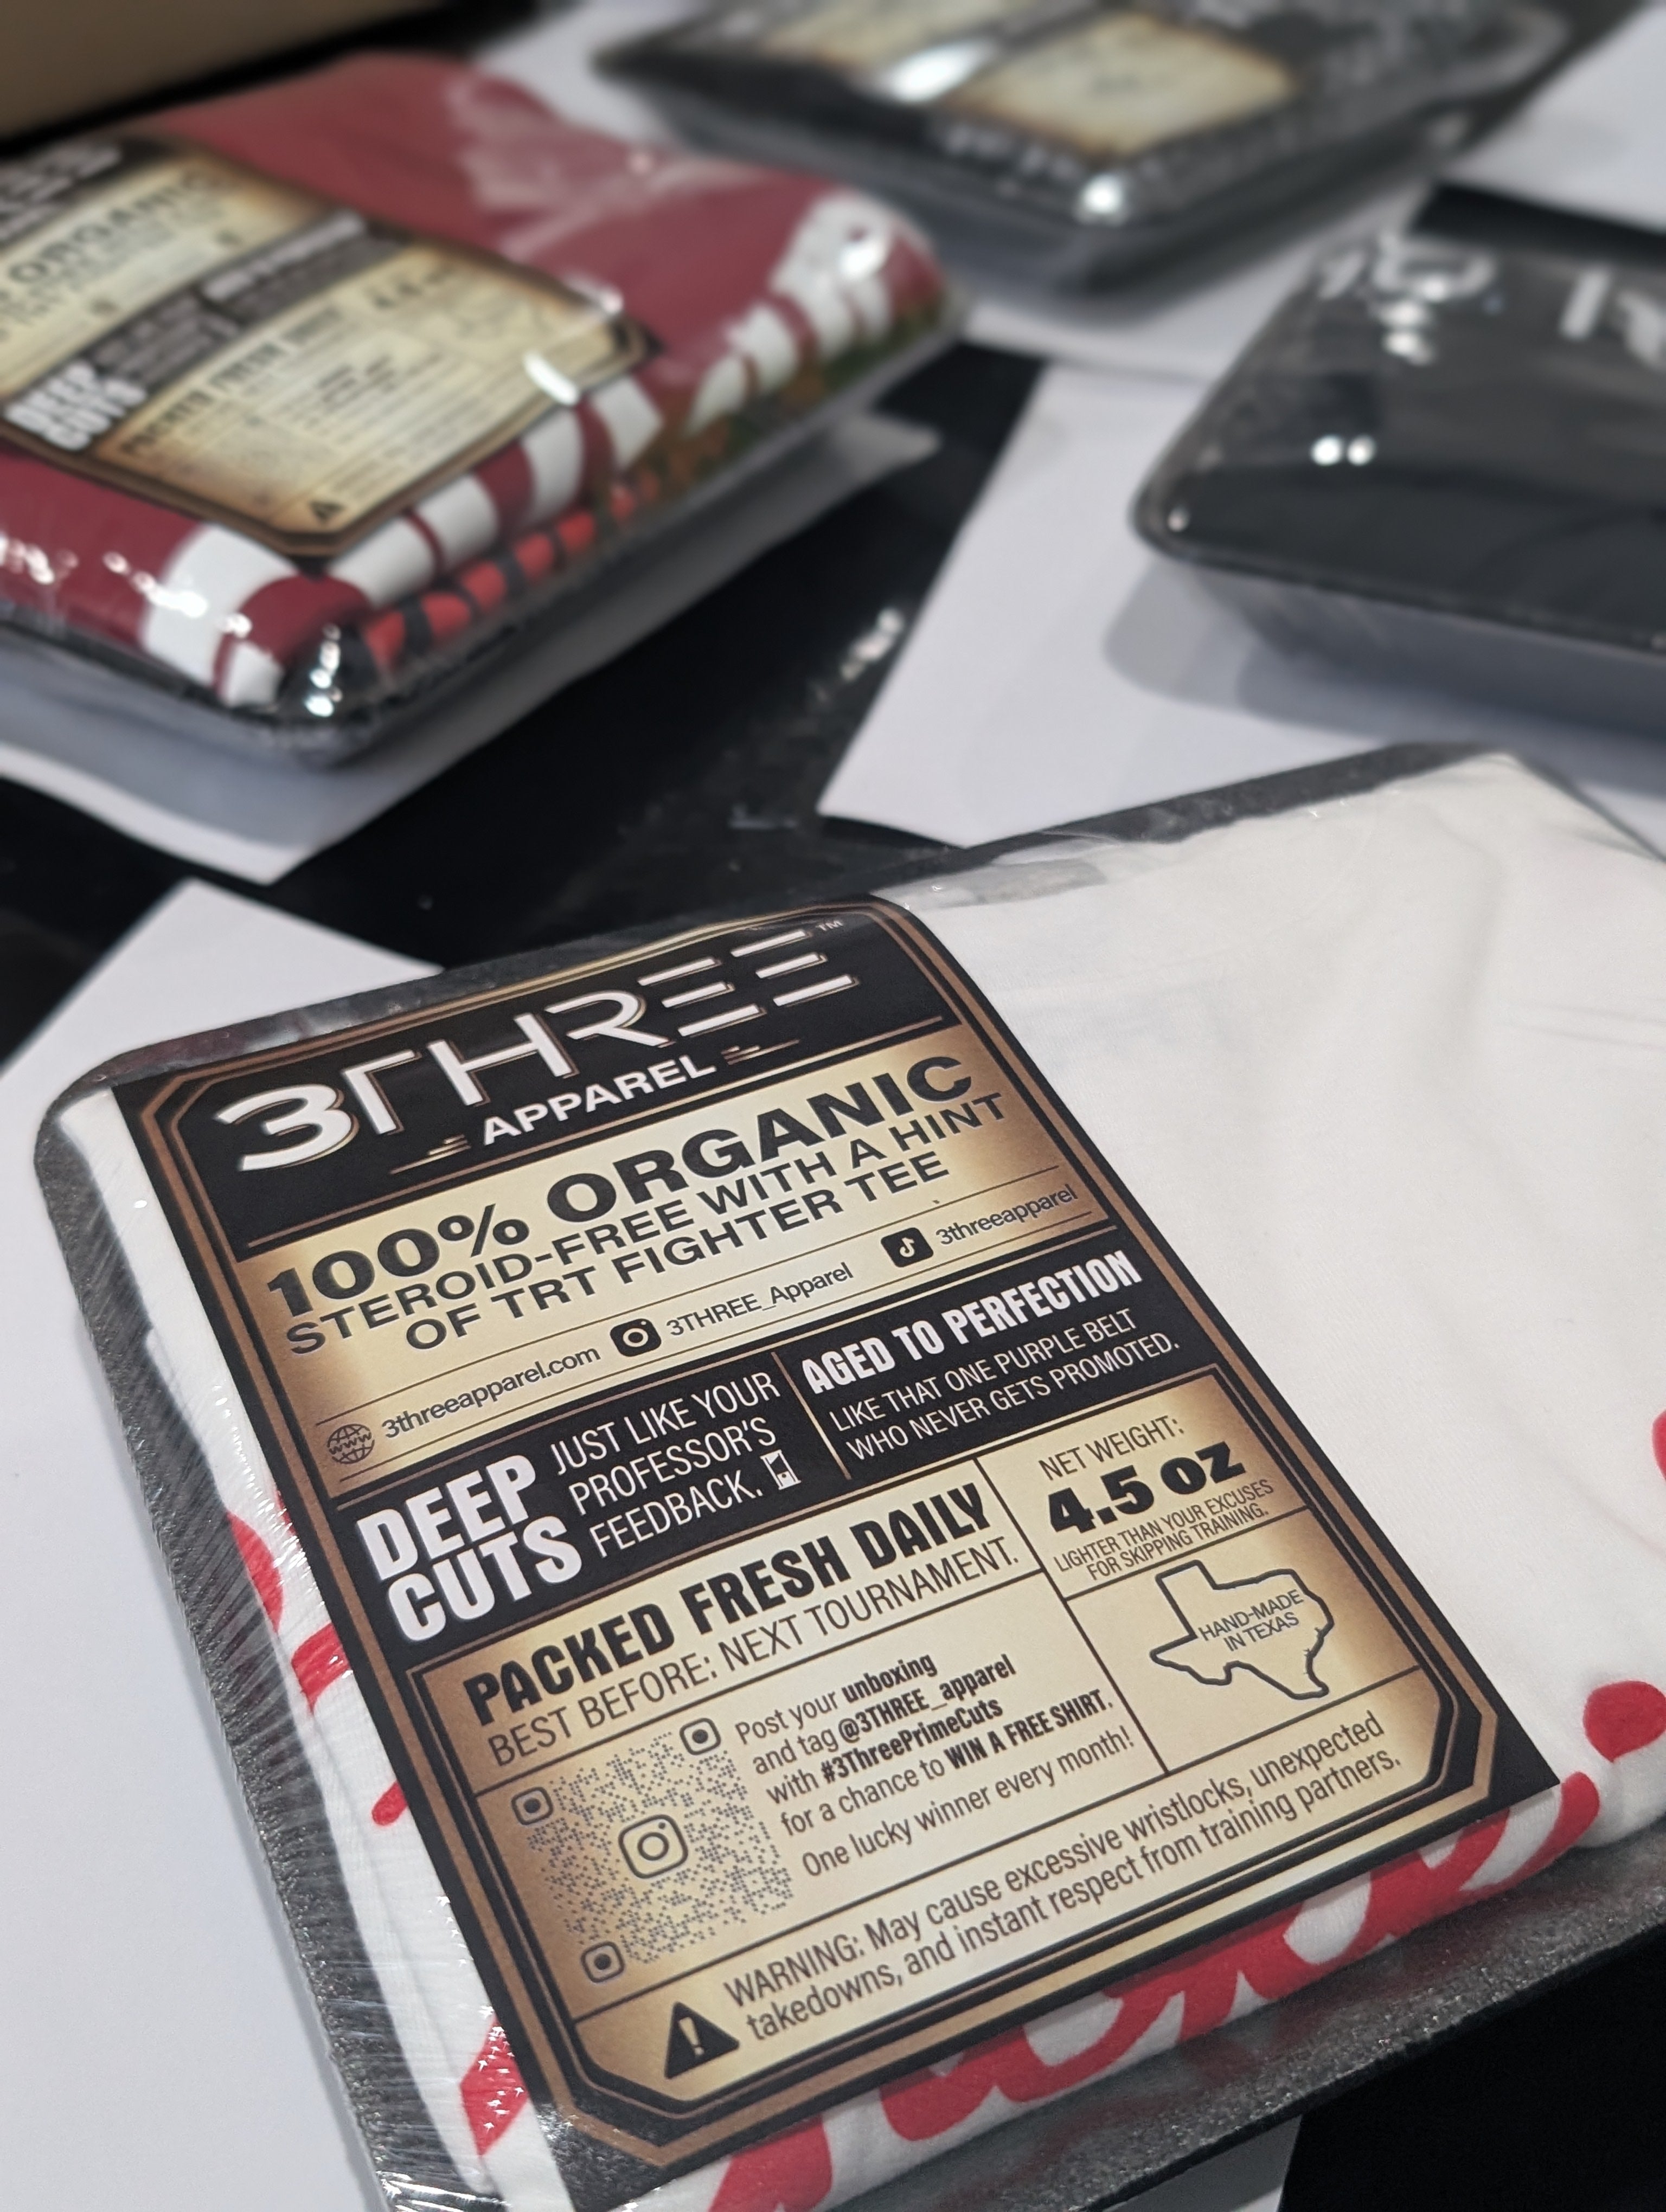 ORGANIC
DEEP
CUTS
3THREE™
APPAREL
100% ORGANIC
STEROID-FREE WITH A HINT
OF TRT FIGHTER TEE
www 3threeapparel.com 3THREE_Apparel 3threeapparel
DEEP
CUTS
JUST LIKE YOUR
PROFESSOR'S
FEEDBACK.
AGED TO PERFECTION
LIKE THAT ONE PURPLE BELT
WHO NEVER GETS PROMOTED.
PACKED FRESH DAILY
BEST BEFORE: NEXT TOURNAMENT.
NET WEIGHT:
4.5 oz
LIGHTER THAN YOUR EXCUSES
FOR SKIPPING TRAINING.
HAND-MADE
IN TEXAS
Post your unboxing
and tag @3THREE_apparel
with #3ThreePrimeCuts
for a chance to WIN A FREE SHIRT.
One lucky winner every month!
WARNING: May cause excessive wristlocks, unexpected
takedowns, and instant respect from training partners.